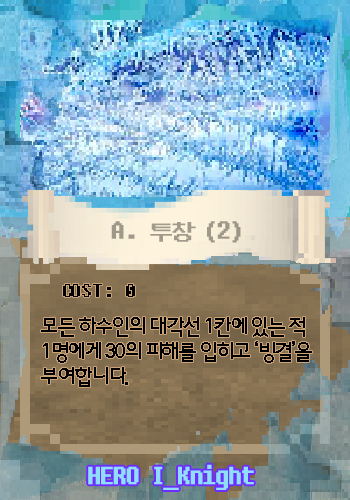 A. 투창 (2)
COST: 0
모든 하수인의 대각선 1칸에 있는 적
1명에게 30의 피해를 입히고 '빙결'을
부여합니다.
HERO I_Knight